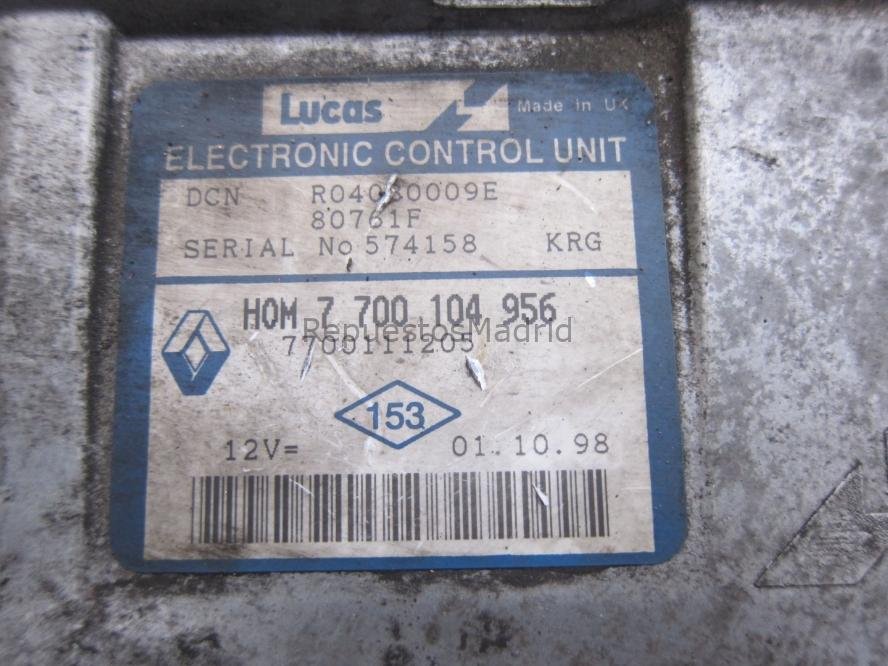 Lucas Made in UK
ELECTRONIC CONTROL UNIT
DCN R04080009E
80761F
SERIAL No 574158 KRG
HOM 7 700 104 956
RepuestosMadrid
7700111205
153
12V= 01.10.98